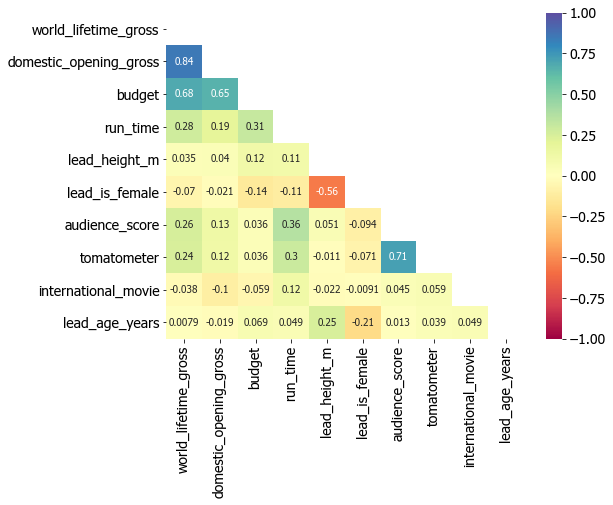 world_lifetime_gross
domestic_opening_gross 0.84
budget 0.68 0.65
run_time 0.28 0.19 0.31
lead_height_m 0.035 0.04 0.12 0.11
lead_is_female -0.07 -0.021 -0.14 -0.11 -0.56
audience_score 0.26 0.13 0.036 0.36 0.051 -0.094
tomatometer 0.24 0.12 0.036 0.3 -0.011 -0.071 0.71
international_movie -0.038 -0.1 -0.059 0.12 -0.022 -0.0091 0.045 0.059
lead_age_years 0.0079 -0.019 0.069 0.049 0.25 -0.21 0.013 0.039 0.049
world_lifetime_gross
domestic_opening_gross
budget
run_time
lead_height_m
lead_is_female
audience_score
tomatometer
international_movie
lead_age_years
1.00
0.75
0.50
0.25
0.00
−0.25
−0.50
−0.75
−1.00